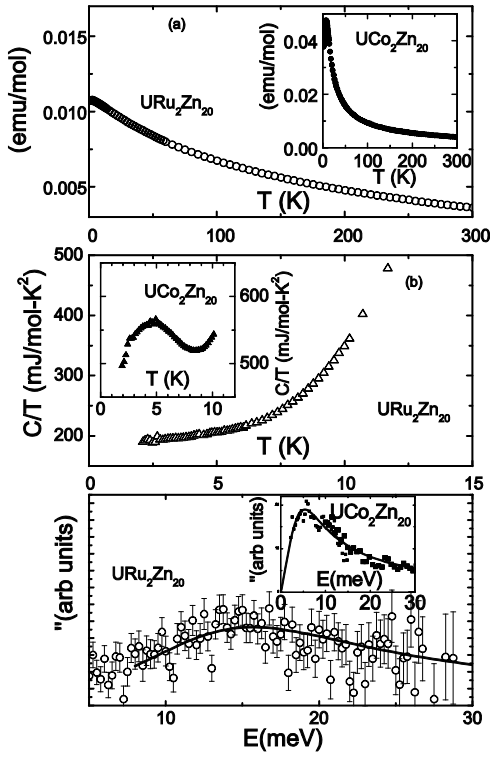 (a)
0.015
0.010
0.005
(emu/mol)
URu₂Zn₂₀
0 100 200 300
T (K)
UCo₂Zn₂₀
0.04
0.02
0.00
(emu/mol)
0 100 200 300
T (K)
(b)
500
400
300
200
C/T (mJ/mol-K²)
URu₂Zn₂₀
0 5 10 15
T (K)
UCo₂Zn₂₀
600
500
C/T (mJ/mol-K²)
0 5 10
T (K)
"(arb units)
URu₂Zn₂₀
10 20 30
E(meV)
UCo₂Zn₂₀
"(arb units)
0 10 20 30
E(meV)